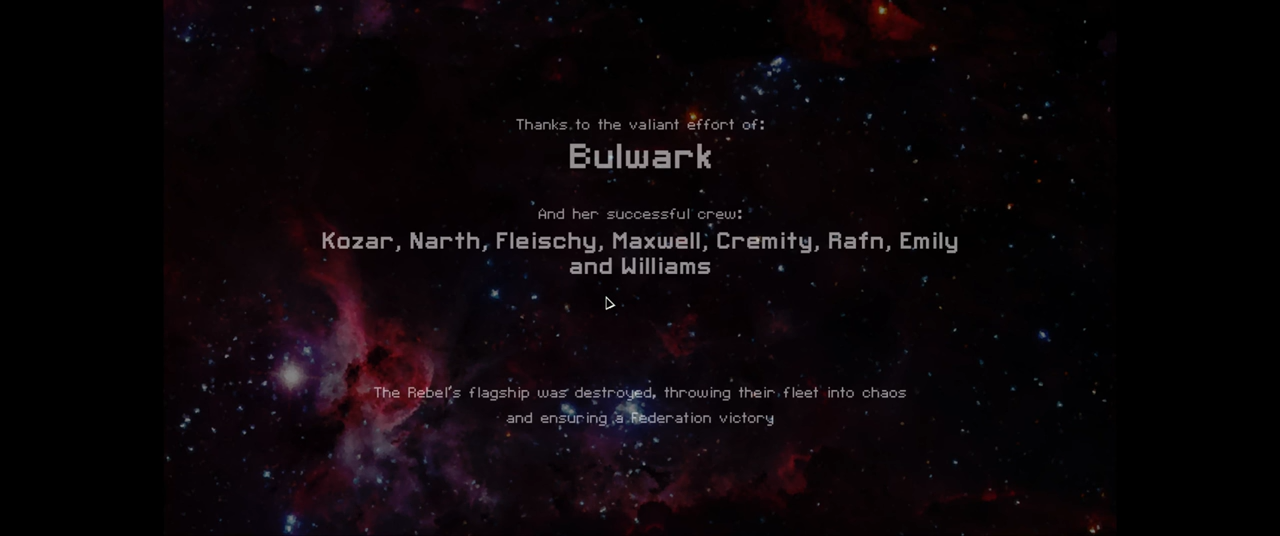 Thanks to the valiant effort of:
Bulwark
And her successful crew:
Kozar, Narth, Fleischy, Maxwell, Cremity, Rafn, Emily
and Williams
The Rebel's flagship was destroyed, throwing their fleet into chaos
and ensuring a Federation victory